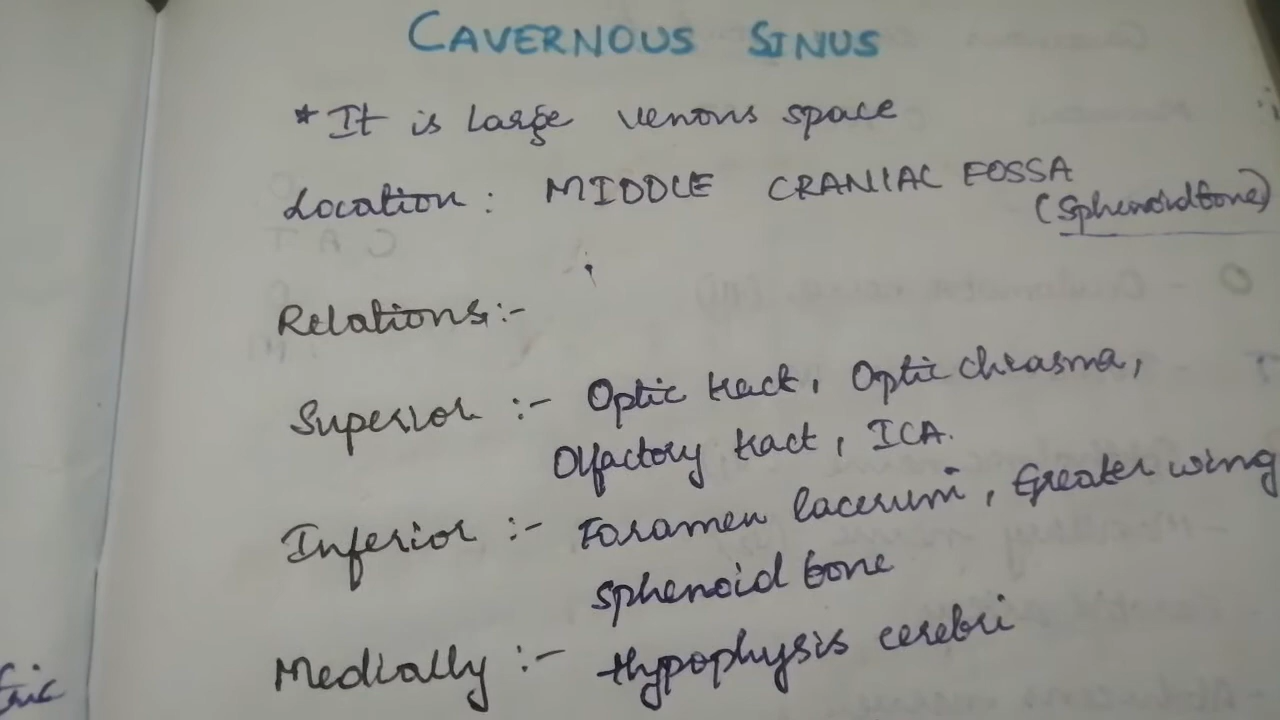 CAVERNOUS SINUS
* It is large venous space
Location : MIDDLE CRANIAC FOSSA
(Sphenoid bone)
Relations :-
Superior :- Optic tract, Optic chiasma,
Olfactory tract, ICA.
Inferior :- Foramen lacerum, Greater wing
sphenoid bone
Medially :- Hypophysis cerebri